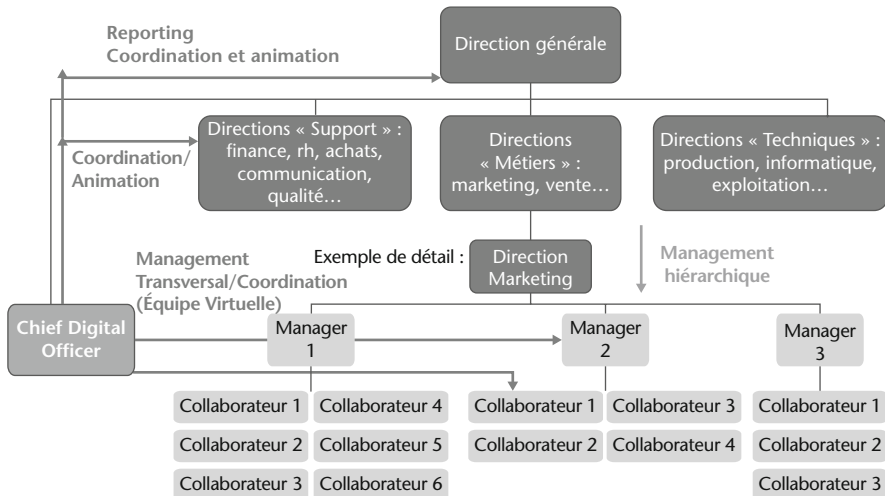 Reporting
Coordination et animation
Direction générale
Directions « Support » :
finance, rh, achats,
communication,
qualité…
Directions
« Métiers » :
marketing, vente…
Directions « Techniques » :
production, informatique,
exploitation…
Coordination/
Animation
Exemple de détail :
Direction
Marketing
Management
hiérarchique
Management
Transversal/Coordination
(Équipe Virtuelle)
Chief Digital
Officer
Manager
1
Manager
2
Manager
3
Collaborateur 1
Collaborateur 4
Collaborateur 2
Collaborateur 5
Collaborateur 3
Collaborateur 6
Collaborateur 1
Collaborateur 3
Collaborateur 2
Collaborateur 4
Collaborateur 1
Collaborateur 2
Collaborateur 3